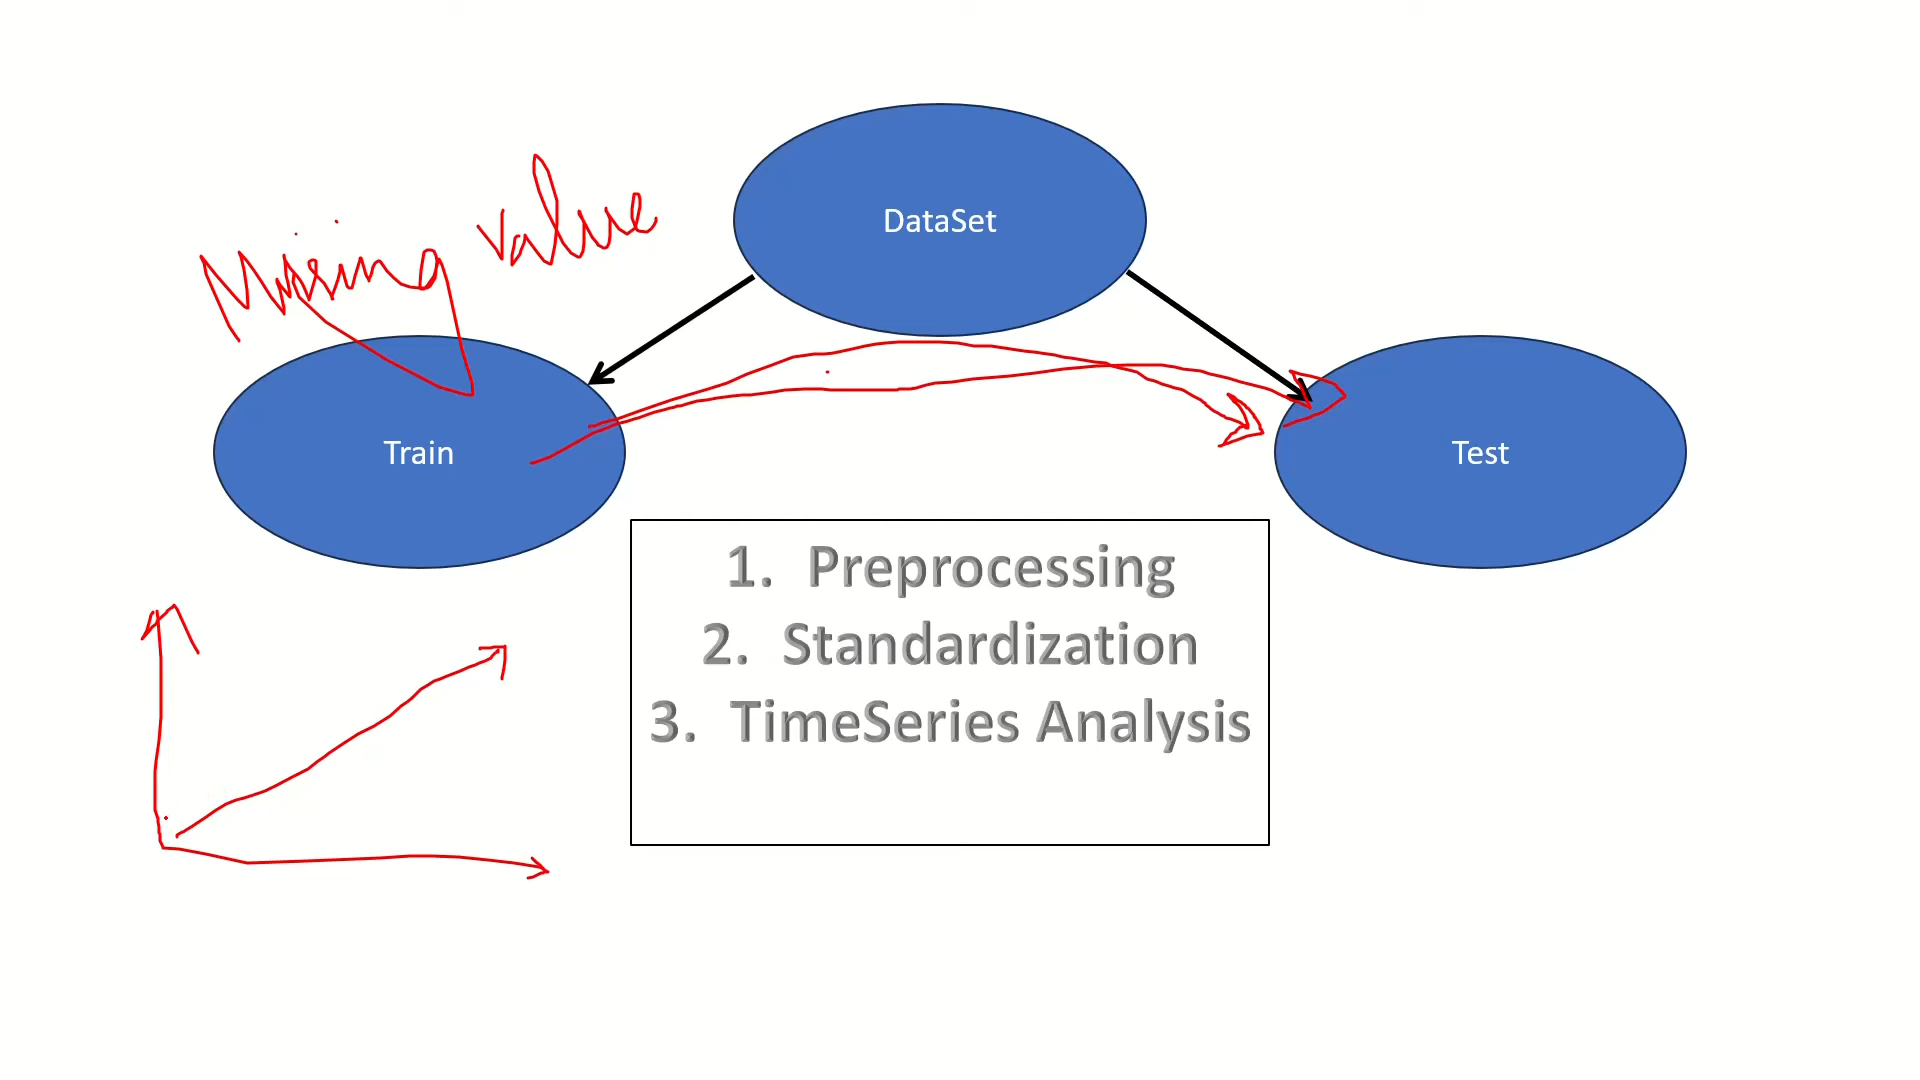 DataSet
Missing value
Train
Test
1. Preprocessing
2. Standardization
3. TimeSeries Analysis